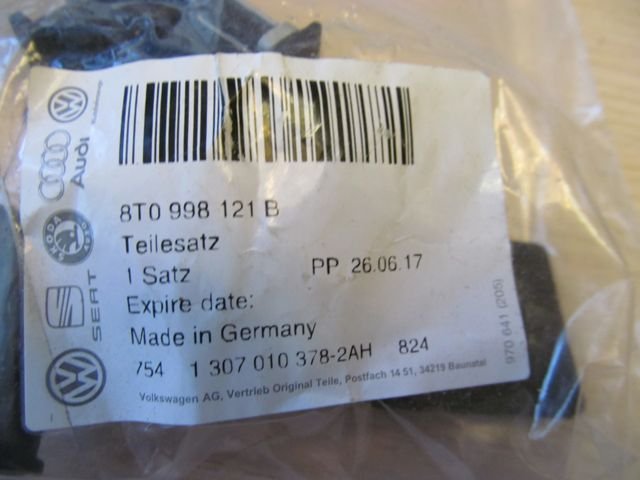 8T0 998 121 B
Teilesatz
1 Satz PP 26.06.17
Expire date:
Made in Germany
754 1 307 010 378-2AH 824
Volkswagen AG, Vertrieb Original Teile, Postfach 14 51, 34219 Baunatal
970 641 (205)
Audi
SKODA
SEAT